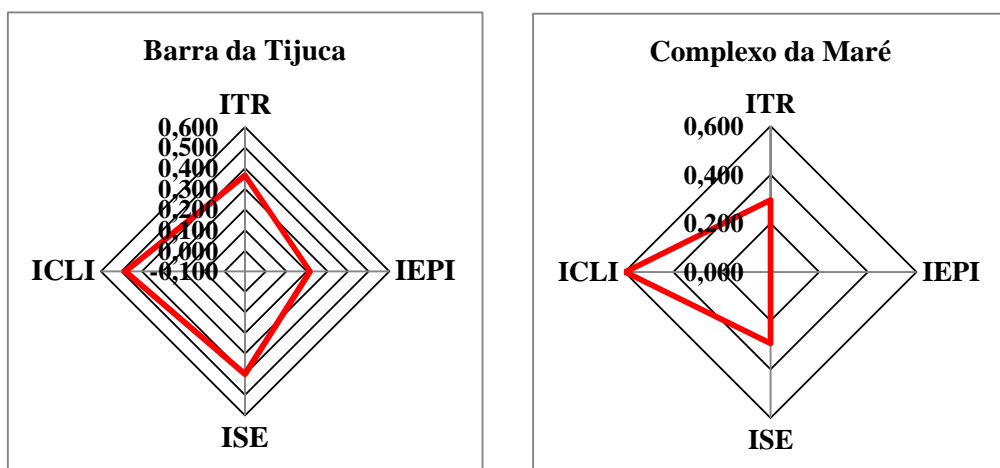 Barra da Tijuca
ITR
0,600
0,500
0,400
0,300
0,200
0,100
0,000
-0,100
ICLI
IEPI
ISE
Complexo da Maré
ITR
0,600
0,400
0,200
0,000
ICLI
IEPI
ISE